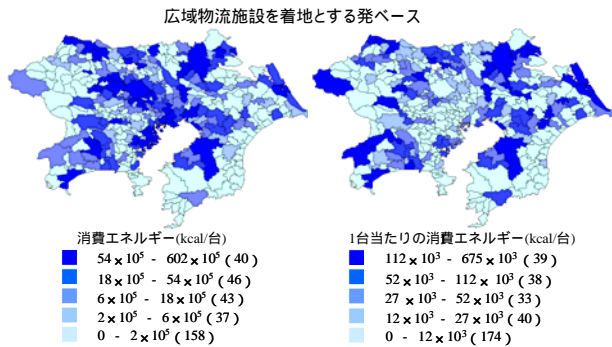 広域物流施設を着地とする発ベース
消費エネルギー(kcal/台)
54×10⁵ - 602×10⁵(40)
18×10⁵ - 54×10⁵(46)
6×10⁵ - 18×10⁵(43)
2×10⁵ - 6×10⁵(37)
0 - 2×10⁵(158)
1台当たりの消費エネルギー(kcal/台)
112×10³ - 675×10³(39)
52×10³ - 112×10³(38)
27×10³ - 52×10³(33)
12×10³ - 27×10³(40)
0 - 12×10³(174)